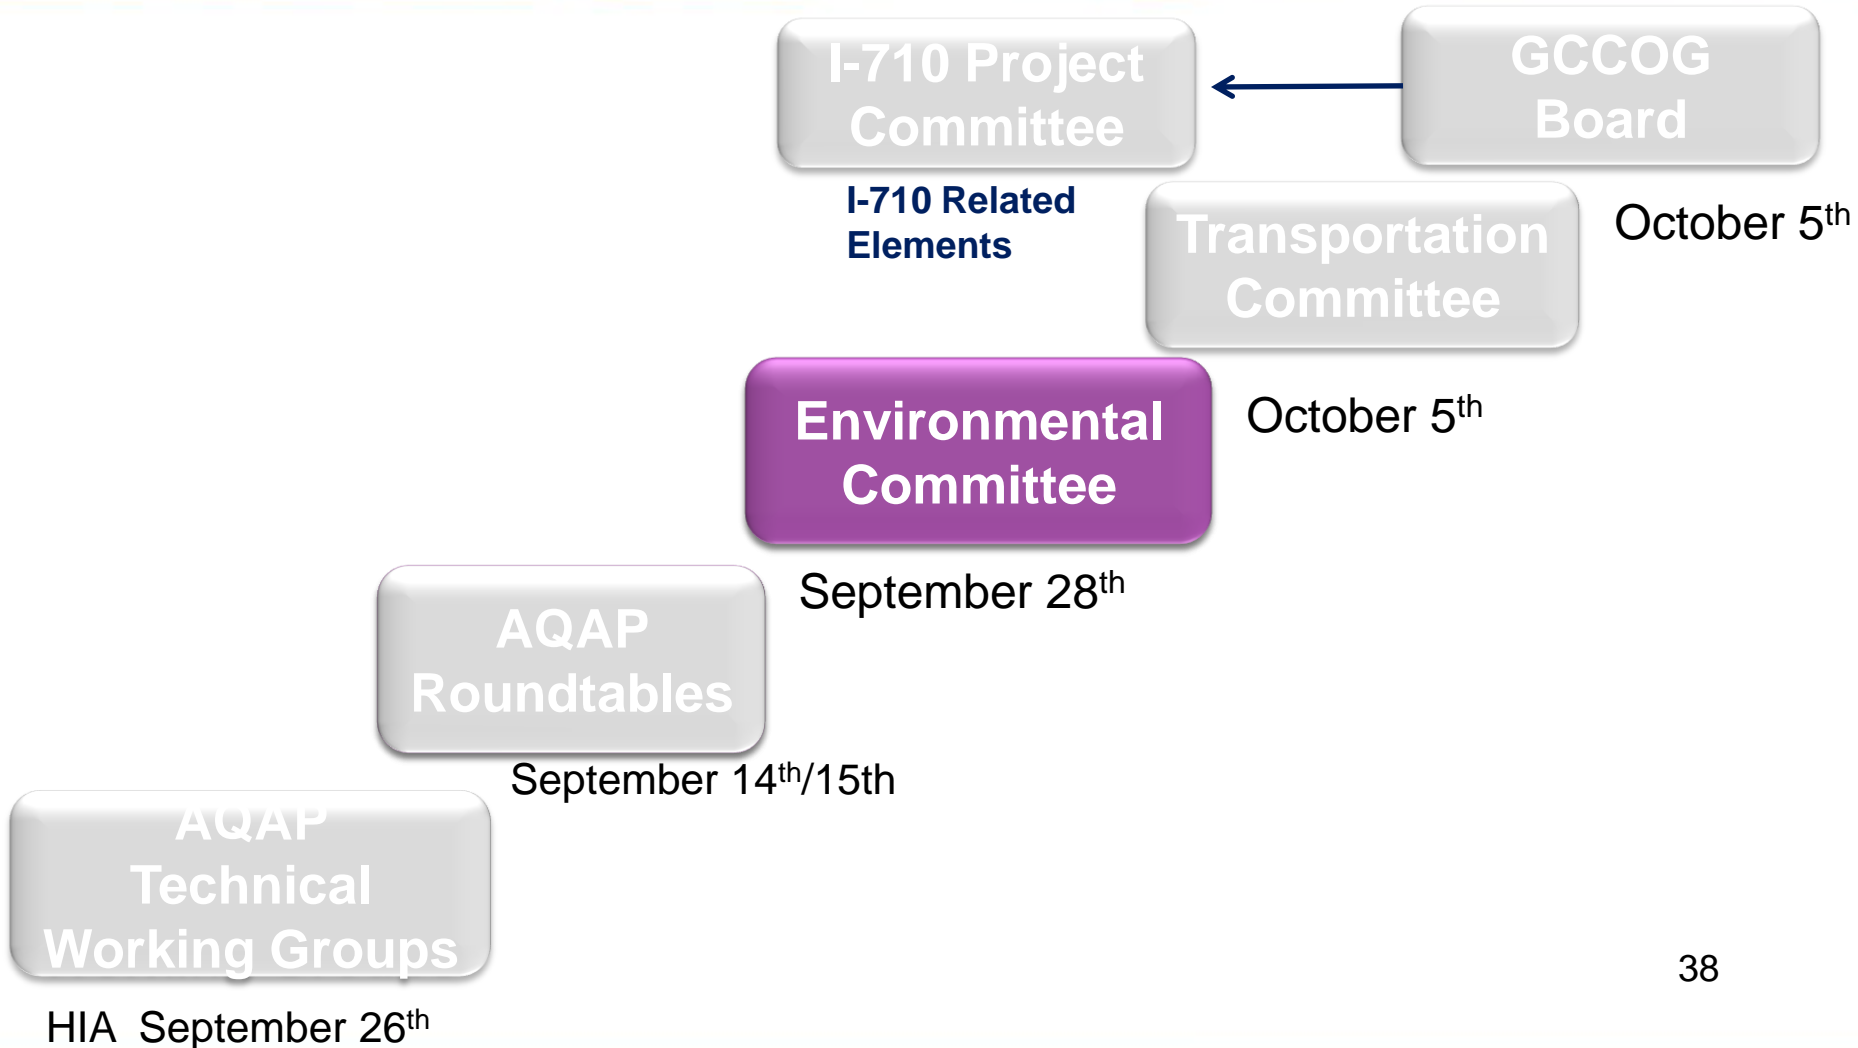 I-710 Project
Committee
GCCOG
Board
I-710 Related
Elements
Transportation
Committee
October 5th
Environmental
Committee
October 5th
September 28th
AQAP
Roundtables
September 14th/15th
AQAP
Technical
Working Groups
HIA September 26th
38